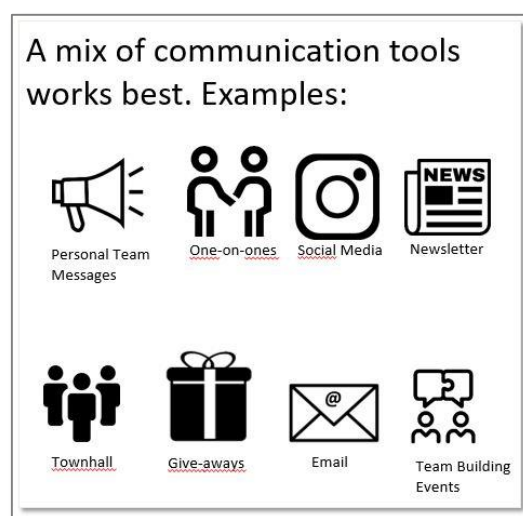 A mix of communication tools
works best. Examples:
NEWS
Personal Team
Messages
One-on-ones
Social Media
Newsletter
@
Townhall
Give-aways
Email
Team Building
Events